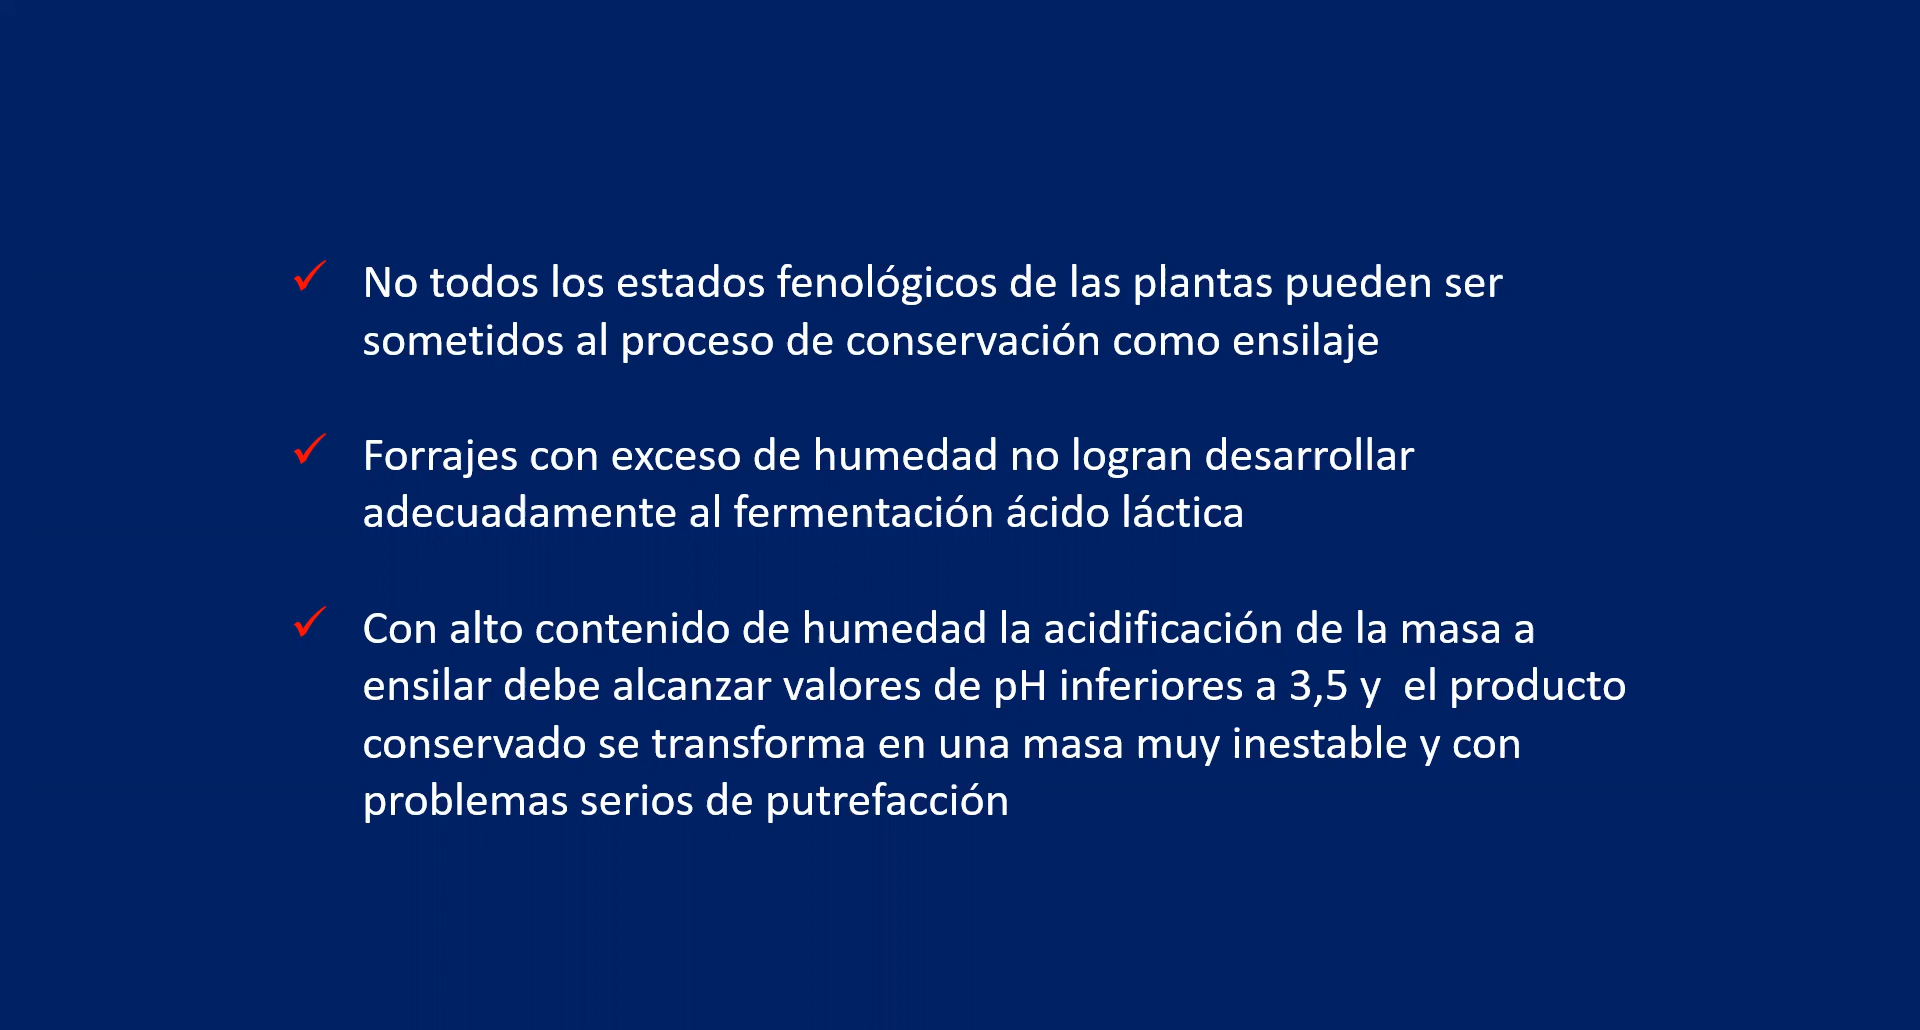 ✓ No todos los estados fenológicos de las plantas pueden ser
sometidos al proceso de conservación como ensilaje
✓ Forrajes con exceso de humedad no logran desarrollar
adecuadamente al fermentación ácido láctica
✓ Con alto contenido de humedad la acidificación de la masa a
ensilar debe alcanzar valores de pH inferiores a 3,5 y  el producto
conservado se transforma en una masa muy inestable y con
problemas serios de putrefacción